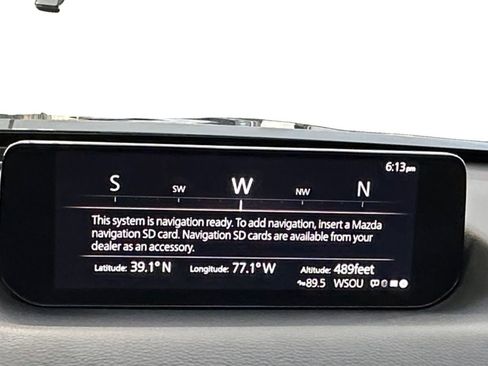 6:13pm
S SW W NW N
This system is navigation ready. To add navigation, insert a Mazda
navigation SD card. Navigation SD cards are available from your
dealer as an accessory.
Latitude: 39.1° N Longitude: 77.1° W Altitude: 489feet
89.5 WSOU